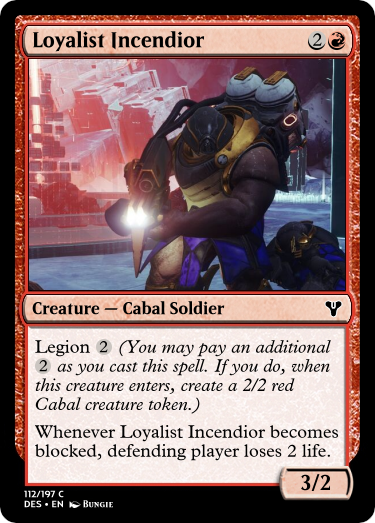 Loyalist Incendior 2
Creature — Cabal Soldier
Legion 2 (You may pay an additional
2 as you cast this spell. If you do, when
this creature enters, create a 2/2 red
Cabal creature token.)
Whenever Loyalist Incendior becomes
blocked, defending player loses 2 life.
3/2
112/197 C
DES • EN Bungie